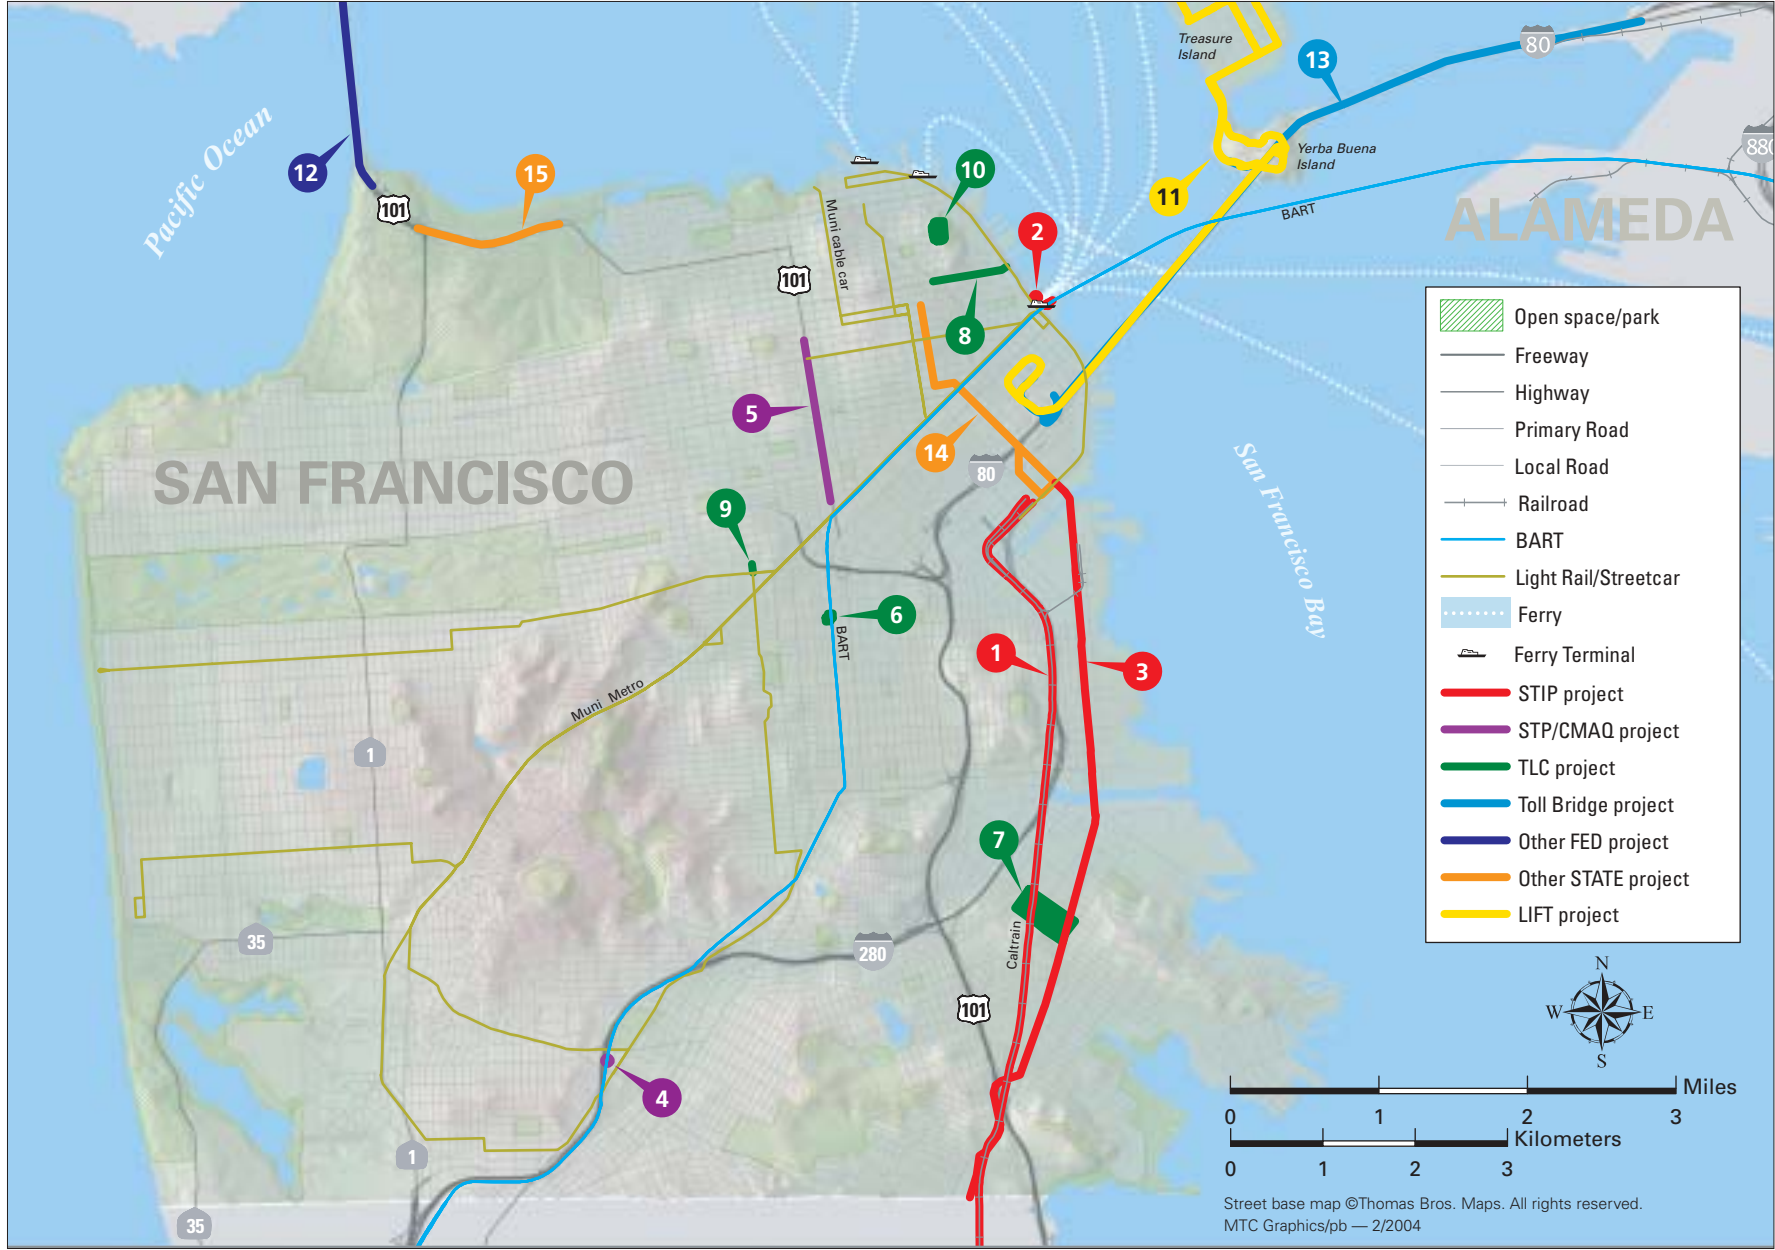 Treasure
Island
13
80
Pacific Ocean
12
15
101
10
Yerba Buena
Island
880
11
BART
ALAMEDA
Muni cable car
2
101
8
5
14
80
SAN FRANCISCO
9
San Francisco Bay
6
BART
1
3
Muni Metro
1
7
35
280
Caltrain
101
4
1
35
Open space/park
Freeway
Highway
Primary Road
Local Road
Railroad
BART
Light Rail/Streetcar
Ferry
Ferry Terminal
STIP project
STP/CMAQ project
TLC project
Toll Bridge project
Other FED project
Other STATE project
LIFT project
N
W E
S
Miles
0 1 2 3
Kilometers
0 1 2 3
Street base map ©Thomas Bros. Maps. All rights reserved.
MTC Graphics/pb — 2/2004